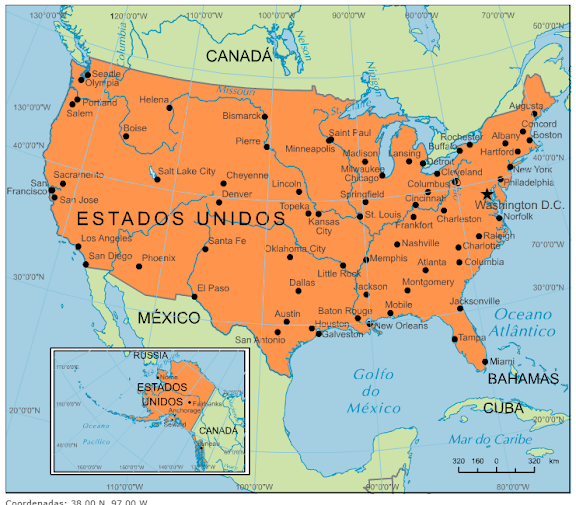 130°0'0"W
120°0'0"W
110°0'0"W
100°0'0"W
90°0'0"W
80°0'0"W
70°0'0"W
50°0'0"N
Columbia
CANADÁ
Nelson
Nipigon
Seattle
Olympia
Missouri
130°0'0"W
Portland
Salem
Helena
Bismarck
Augusta
Boise
Pierre
Saint Paul
Minneapolis
Rochester
Buffalo
Albany
Concord
Boston
40°0'0"N
Madison
Lansing
Detroit
Hartford
40°0'0"N
Salt Lake City
Cheyenne
Milwaukee
Chicago
Cleveland
New York
Sacramento
San Francisco
San Jose
Denver
Lincoln
Springfield
Columbus
Cincinnati
Philadelphia
Washington D.C.
ESTADOS UNIDOS
Topeka
Kansas City
St. Louis
Frankfort
Charleston
Norfolk
Los Angeles
San Diego
Phoenix
Santa Fe
Oklahoma City
Nashville
Memphis
Raleigh
Charlotte
70°0'0"W
Little Rock
Atlanta
Columbia
30°0'0"N
El Paso
Dallas
Jackson
Montgomery
Jacksonville
30°0'0"N
MÉXICO
Austin
Houston
Baton Rouge
Mobile
New Orleans
Oceano
Atlántico
San Antonio
Galveston
Tampa
Miami
RUSSIA
ESTADOS
UNIDOS
Nome
Fairbanks
Anchorage
Seward
CANADÁ
Juneau
Oceano
Pacífico
Golfo
do
México
BAHAMAS
CUBA
20°0'0"N
20°0'0"N
Mar do Caribe
320 160 0 320 km
110°0'0"W
100°0'0"W
90°0'0"W
80°0'0"W
Coordenadas: 38.00 N, 97.00 W